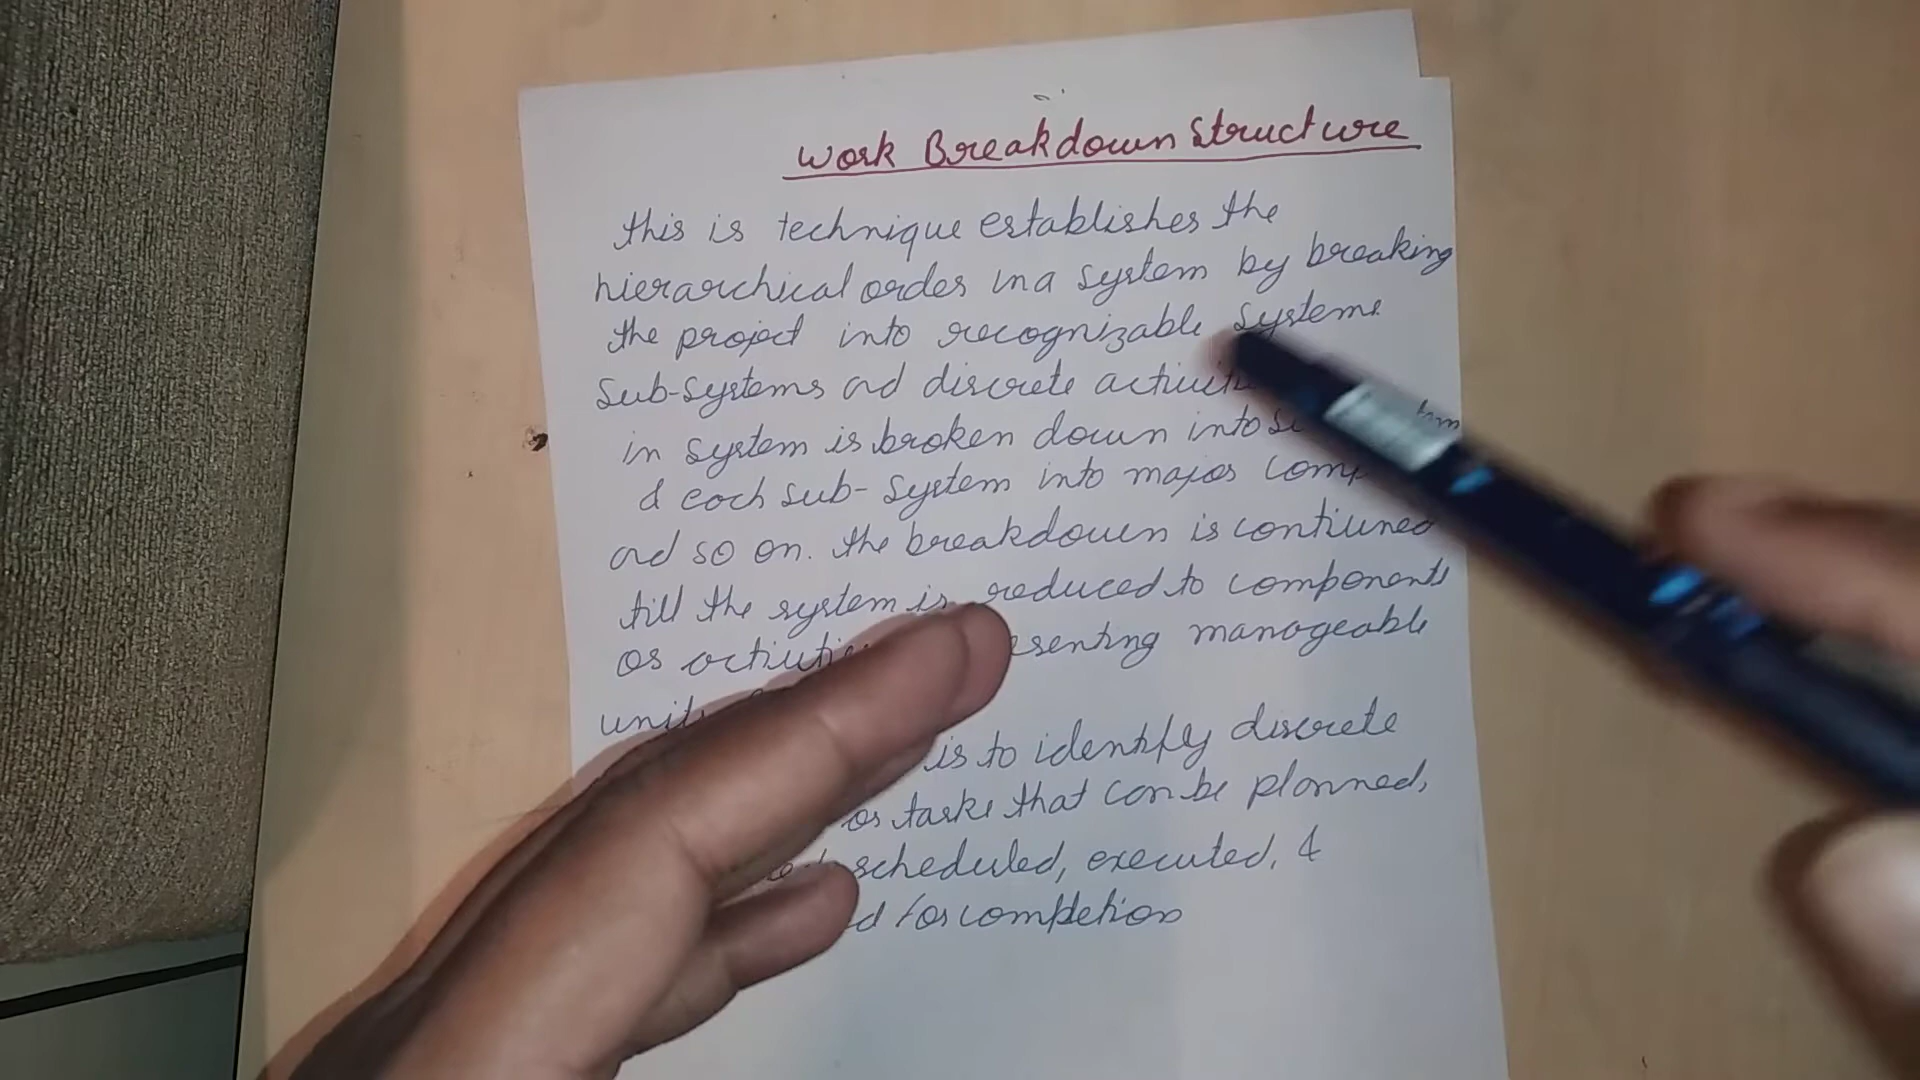 Work Breakdown Structure
this is technique establishes the
hierarchical order in a system by breaking
the project into recognizable systems
Sub-systems and discrete
in system is broken down into
& each sub-system into major
and so on. the breakdown is contiuned
till the system is reduced to components
or manageable
is to identify discrete
or tasks that can be planned,
scheduled, executed, &
for completion